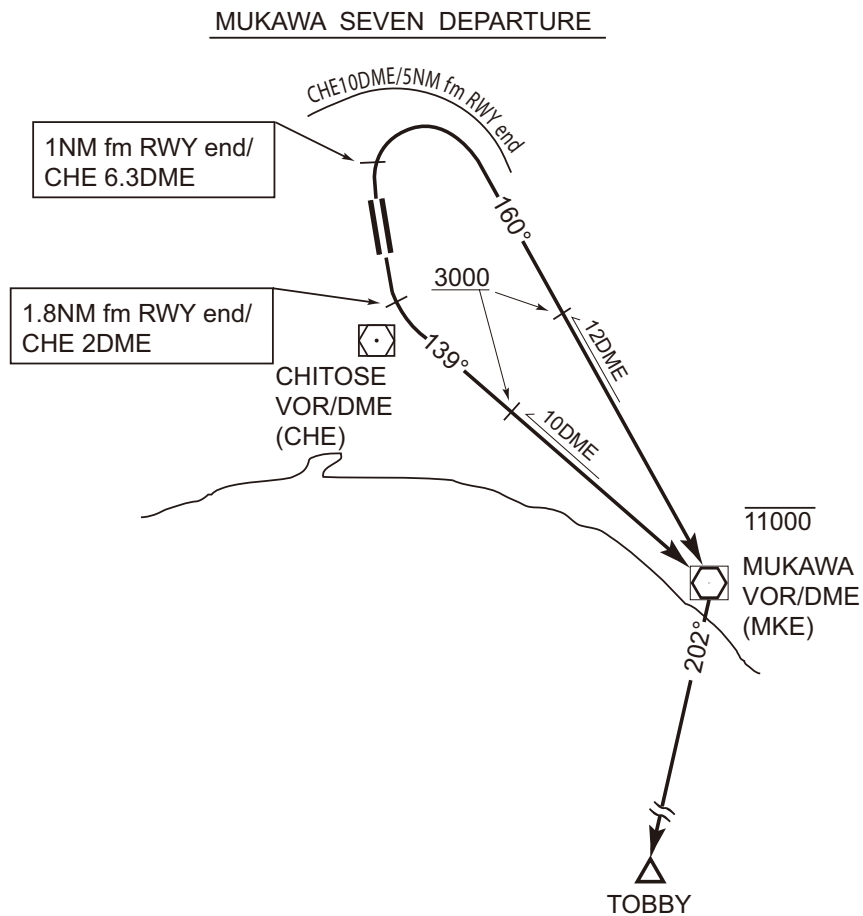 MUKAWA SEVEN DEPARTURE
CHE10DME/5NM fm RWY end
1NM fm RWY end/
CHE 6.3DME
160°
3000
1.8NM fm RWY end/
CHE 2DME
12DME
139°
CHITOSE
VOR/DME
(CHE)
10DME
11000
MUKAWA
VOR/DME
(MKE)
202°
TOBBY